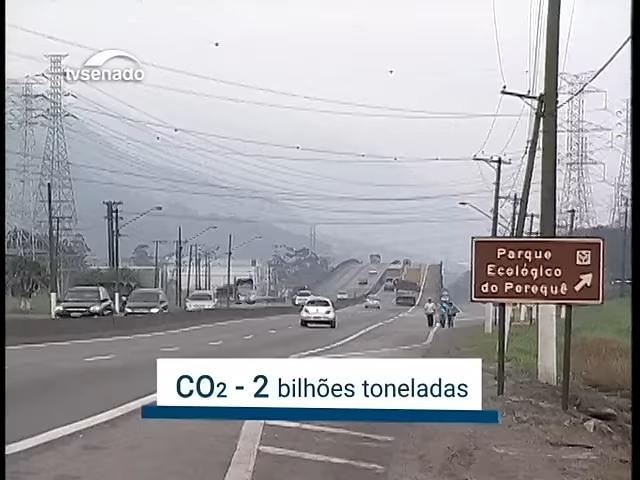 tvsenado
Parque
Ecológico
do Perequê
CO2 - 2 bilhões toneladas